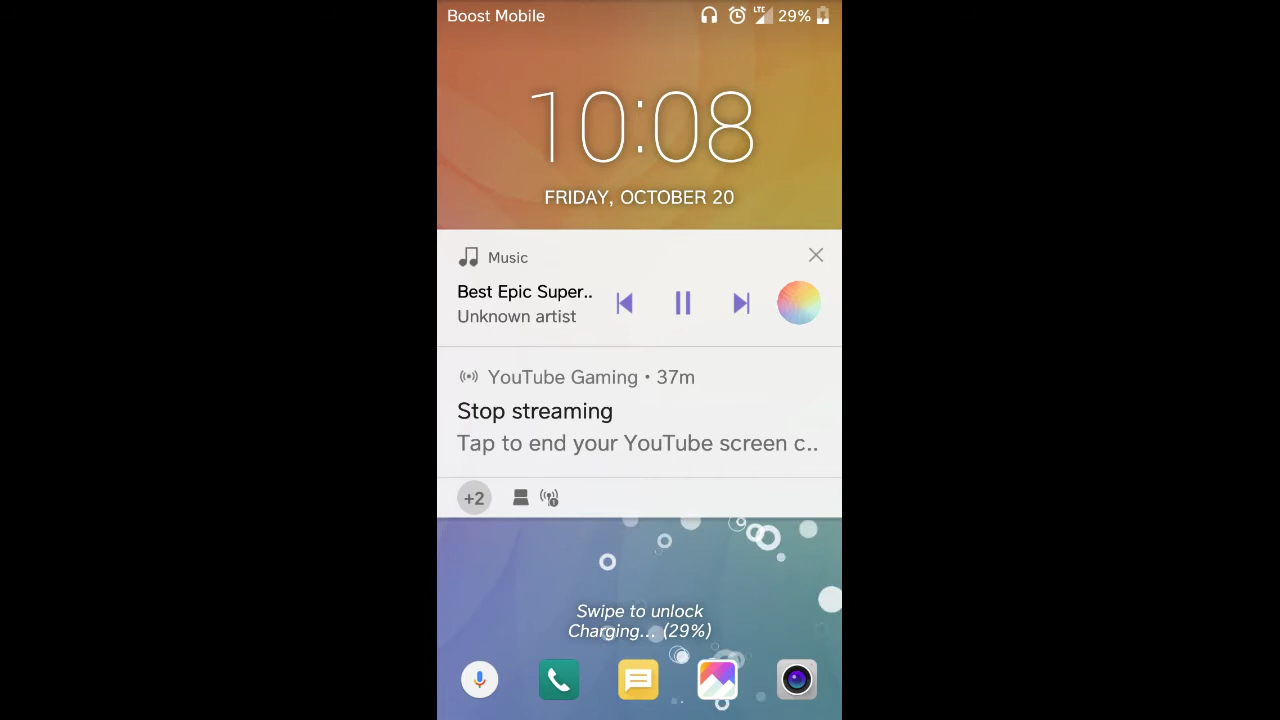 Boost Mobile
LTE
29%
10:08
FRIDAY, OCTOBER 20
Music
Best Epic Super..
Unknown artist
YouTube Gaming • 37m
Stop streaming
Tap to end your YouTube screen c..
+2
Swipe to unlock
Charging... (29%)